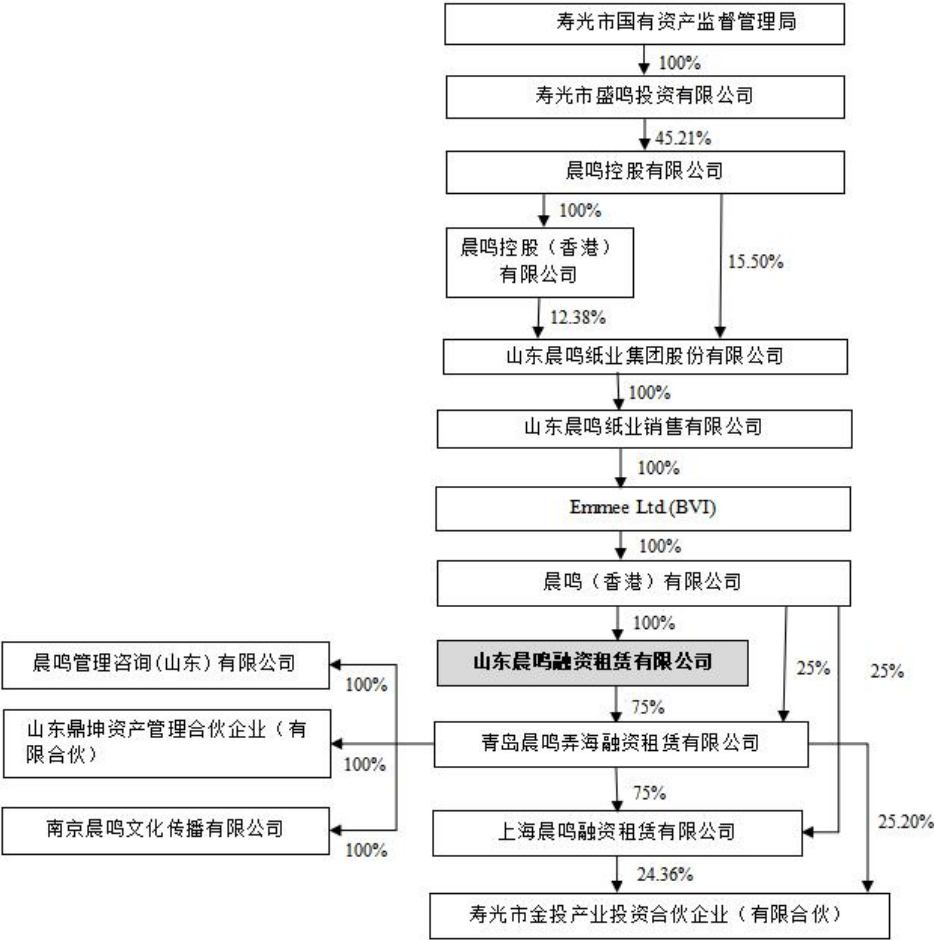 寿光市国有资产监督管理局
100%
寿光市盛鸣投资有限公司
45.21%
晨鸣控股有限公司
100%
晨鸣控股（香港）
有限公司
15.50%
12.38%
山东晨鸣纸业集团股份有限公司
100%
山东晨鸣纸业销售有限公司
100%
Emmee Ltd.(BVI)
100%
晨鸣（香港）有限公司
100%
山东晨鸣融资租赁有限公司
25%
25%
晨鸣管理咨询(山东)有限公司
100%
75%
山东鼎坤资产管理合伙企业（有
限合伙）
100%
青岛晨鸣弄海融资租赁有限公司
75%
南京晨鸣文化传播有限公司
100%
上海晨鸣融资租赁有限公司
25.20%
24.36%
寿光市金投产业投资合伙企业（有限合伙）